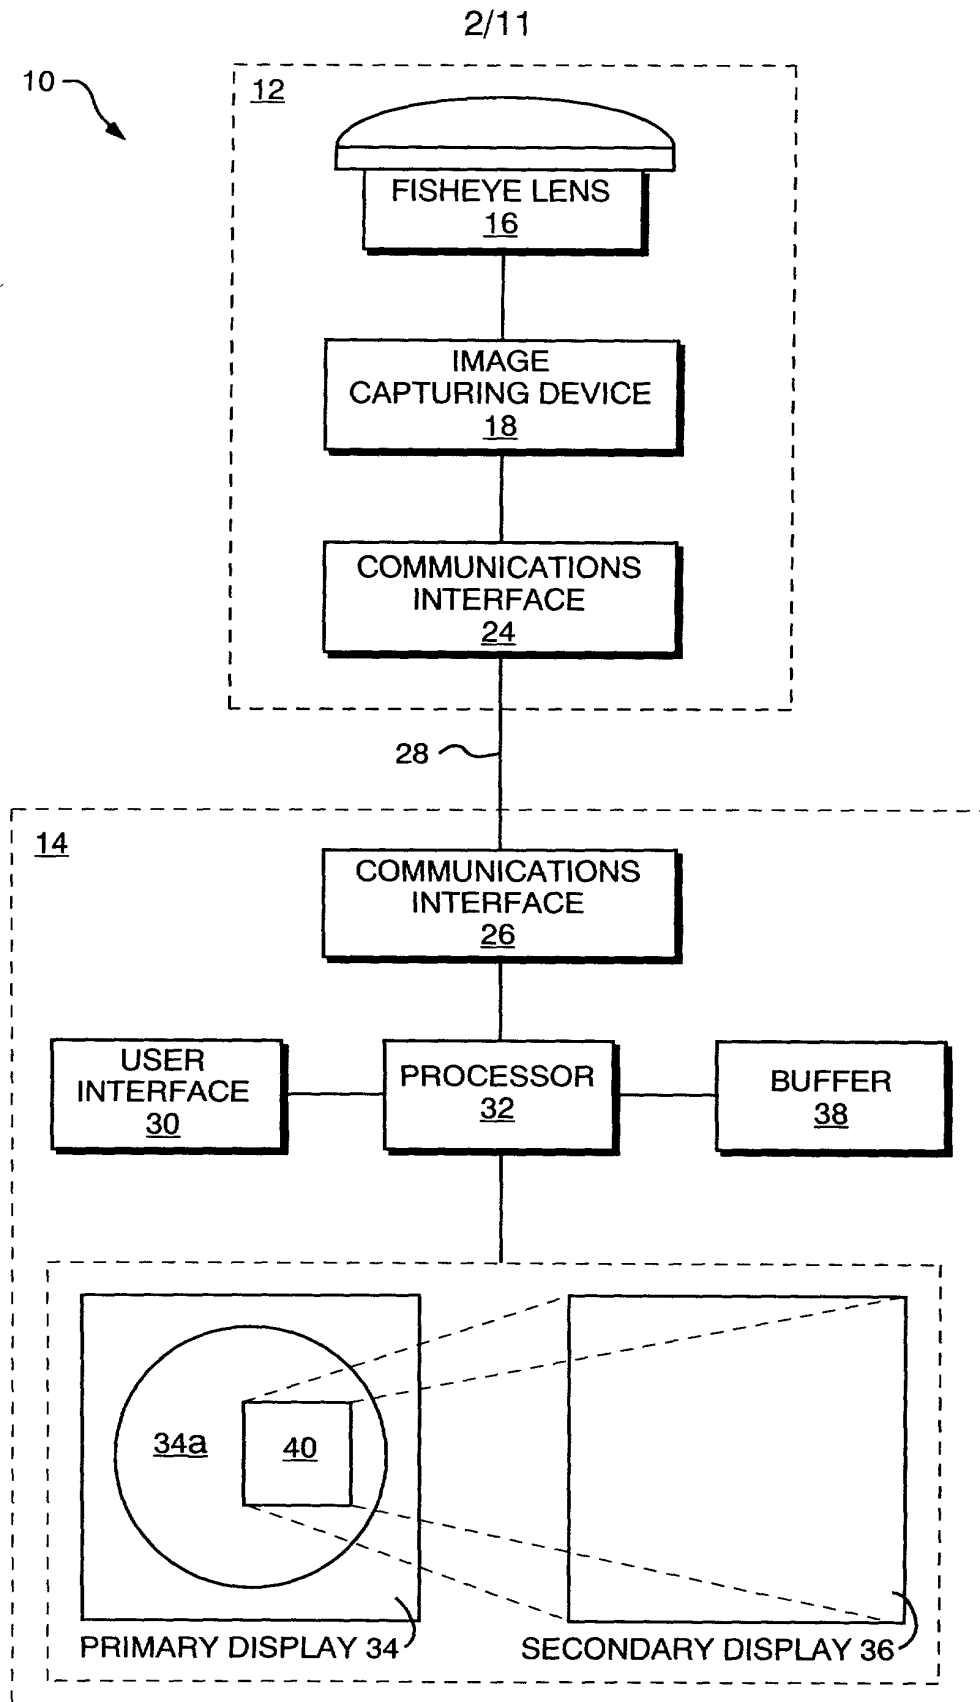 2/11
10
12
FISHEYE LENS
16
IMAGE
CAPTURING DEVICE
18
COMMUNICATIONS
INTERFACE
24
28
14
COMMUNICATIONS
INTERFACE
26
USER
INTERFACE
30
PROCESSOR
32
BUFFER
38
34a
40
PRIMARY DISPLAY 34
SECONDARY DISPLAY 36